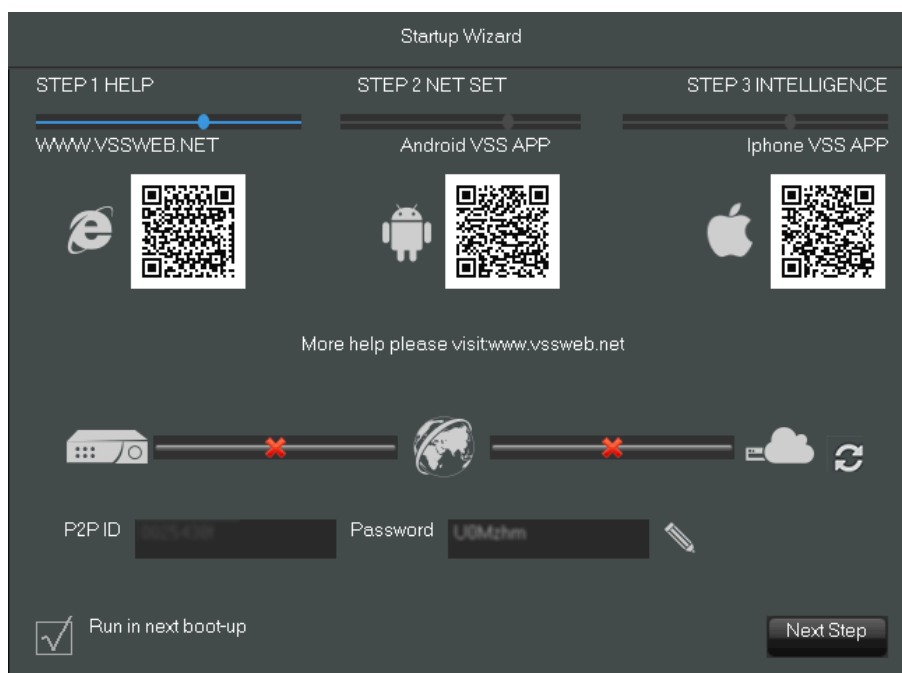 Startup Wizard
STEP 1 HELP
STEP 2 NET SET
STEP 3 INTELLIGENCE
WWW.VSSWEB.NET
Android VSS APP
Iphone VSS APP
More help please visit:www.vssweb.net
P2P ID
Password
Run in next boot-up
Next Step